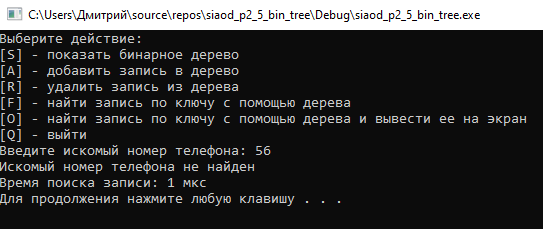 C:\Users\Дмитрий\source\repos\siaod_p2_5_bin_tree\Debug\siaod_p2_5_bin_tree.exe
Выберите действие:
[S] - показать бинарное дерево
[A] - добавить запись в дерево
[R] - удалить запись из дерева
[F] - найти запись по ключу с помощью дерева
[O] - найти запись по ключу с помощью дерева и вывести ее на экран
[Q] - выйти
Введите искомый номер телефона: 56
Искомый номер телефона не найден
Время поиска записи: 1 мкс
Для продолжения нажмите любую клавишу . . .